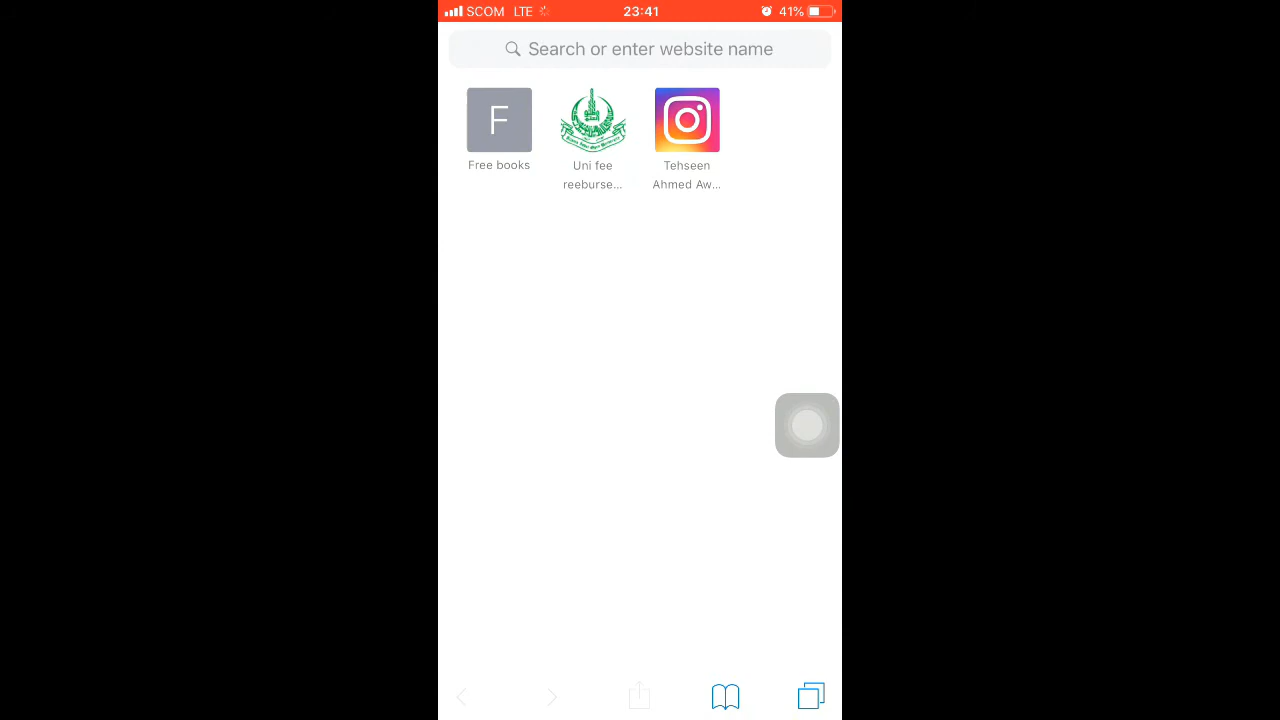 SCOM LTE 23:41 41%
Search or enter website name
F
Free books
Uni fee
reeburse...
Tehseen
Ahmed Aw...